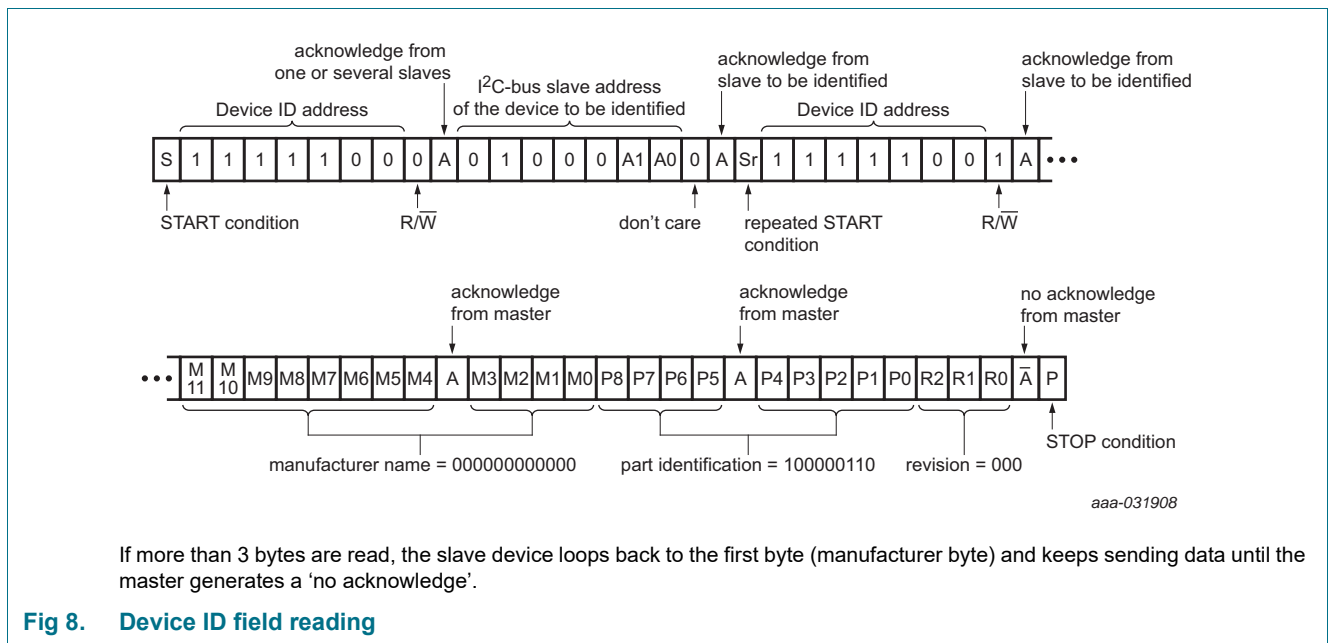 acknowledge from
one or several slaves
I2C-bus slave address
of the device to be identified
acknowledge from
slave to be identified
acknowledge from
slave to be identified
Device ID address
Device ID address
S 1 1 1 1 1 0 0 0 A 0 1 0 0 0 A1 A0 0 A Sr 1 1 1 1 1 0 0 1 A •••
START condition
R/W̅
don't care
repeated START
condition
R/W̅
acknowledge
from master
acknowledge
from master
no acknowledge
from master
••• M11 M10 M9 M8 M7 M6 M5 M4 A M3 M2 M1 M0 P8 P7 P6 P5 A P4 P3 P2 P1 P0 R2 R1 R0 A̅ P
STOP condition
manufacturer name = 000000000000
part identification = 100000110
revision = 000
aaa-031908
If more than 3 bytes are read, the slave device loops back to the first byte (manufacturer byte) and keeps sending data until the
master generates a ‘no acknowledge’.
Fig 8. Device ID field reading